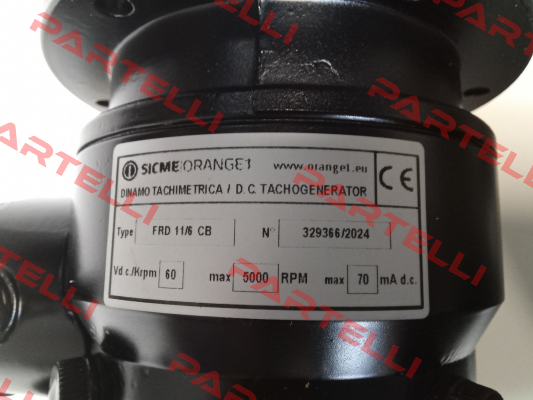 SICME ORANGE1 www.orange1.eu
DINAMO TACHIMETRICA / D.C. TACHOGENERATOR
CE
Type FRD 11/6 CB N° 329366/2024
Vd.c./Krpm 60 max 5000 RPM max 70 mA d.c.
PARTELLI
PARTELLI
PARTELLI
PARTELLI
PARTELLI
PARTELLI